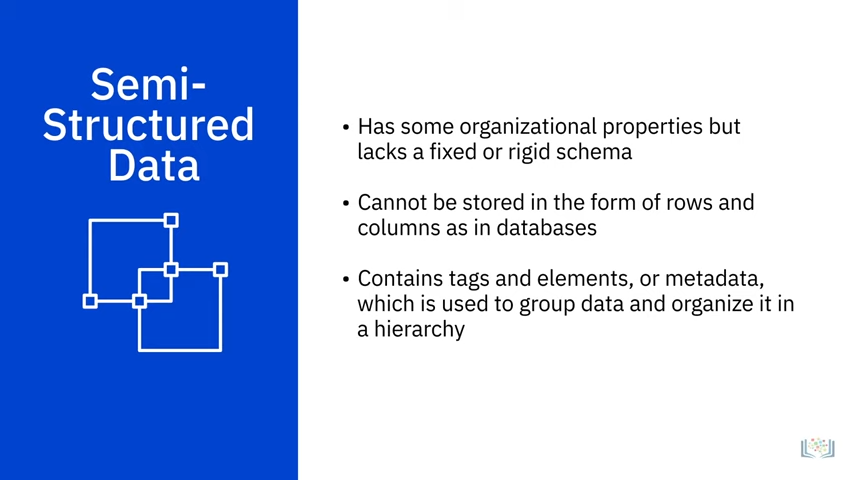 Semi-
Structured
Data
• Has some organizational properties but
lacks a fixed or rigid schema
• Cannot be stored in the form of rows and
columns as in databases
• Contains tags and elements, or metadata,
which is used to group data and organize it in
a hierarchy